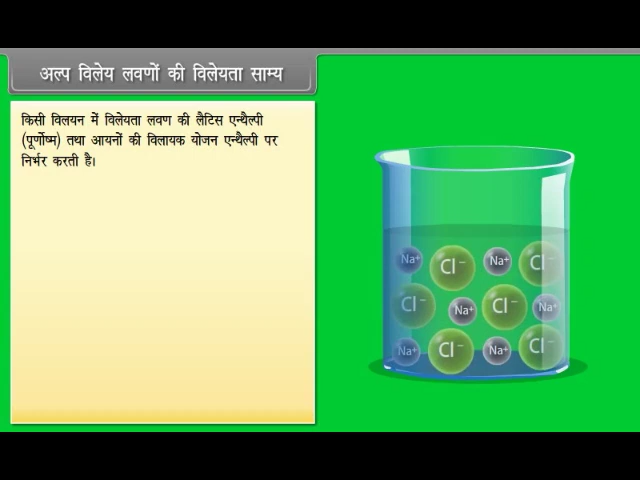 अल्प विलेय लवणों की विलेयता साम्य
किसी विलयन में विलेयता लवण की लैटिस एन्थैल्पी
(पूर्णोष्म) तथा आयनों की विलायक योजन एन्थैल्पी पर
निर्भर करती है।
Na⁺ Cl⁻ Na⁺ Cl⁻
Cl⁻ Na⁺ Cl⁻ Na⁺
Na⁺ Cl⁻ Na⁺ Cl⁻